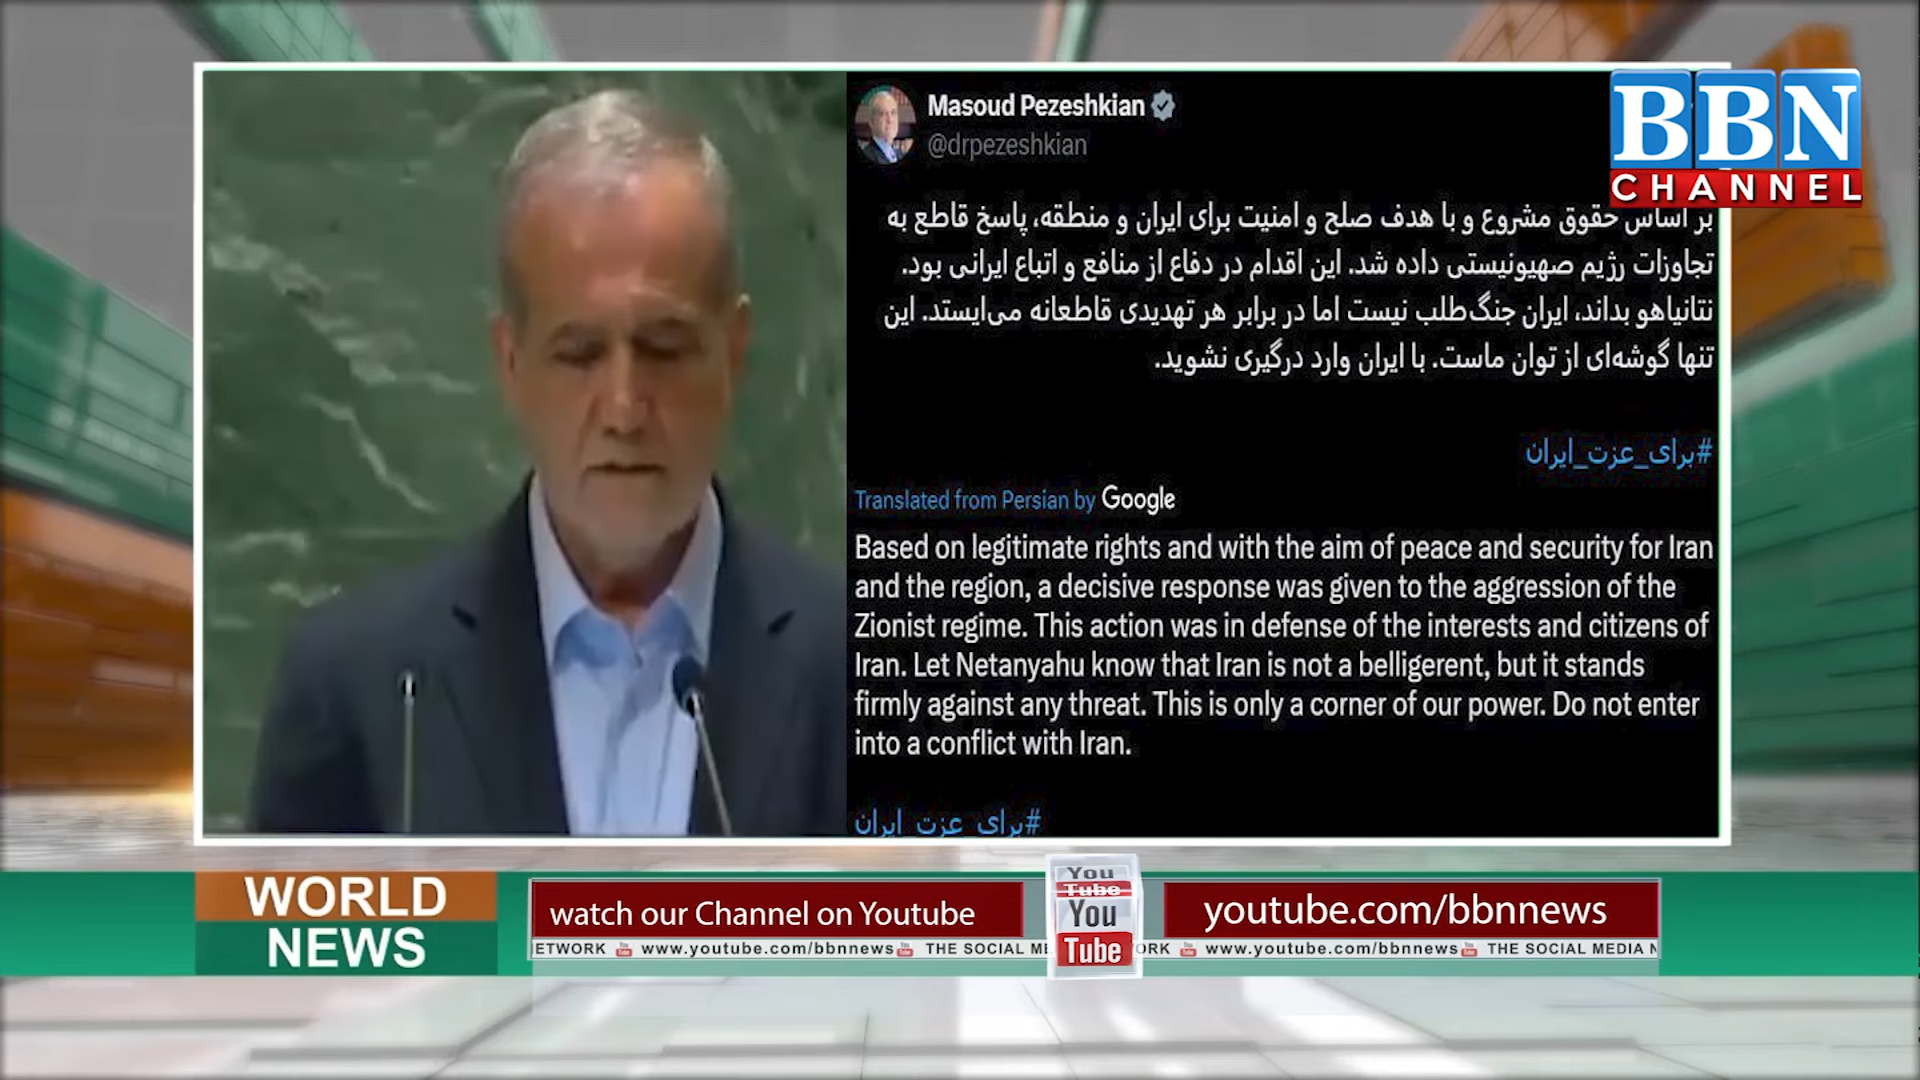 Masoud Pezeshkian
@drpezeshkian
BBN
CHANNEL
بر اساس حقوق مشروع و با هدف صلح و امنیت برای ایران و منطقه، پاسخ قاطع به
تجاوزات رژیم صهیونیستی داده شد. این اقدام در دفاع از منافع و اتباع ایرانی بود.
نتانیاهو بداند، ایران جنگ‌طلب نیست اما در برابر هر تهدیدی قاطعانه می‌ایستد. این
تنها گوشه‌ای از توان ماست. با ایران وارد درگیری نشوید.
#برای_عزت_ایران
Translated from Persian by Google
Based on legitimate rights and with the aim of peace and security for Iran
and the region, a decisive response was given to the aggression of the
Zionist regime. This action was in defense of the interests and citizens of
Iran. Let Netanyahu know that Iran is not a belligerent, but it stands
firmly against any threat. This is only a corner of our power. Do not enter
into a conflict with Iran.
#برای_عزت_ایران
WORLD
NEWS
watch our Channel on Youtube
You
Tube
You
Tube
youtube.com/bbnnews
ETWORK www.youtube.com/bbnnews THE SOCIAL ME
ORK www.youtube.com/bbnnews THE SOCIAL MEDIA N